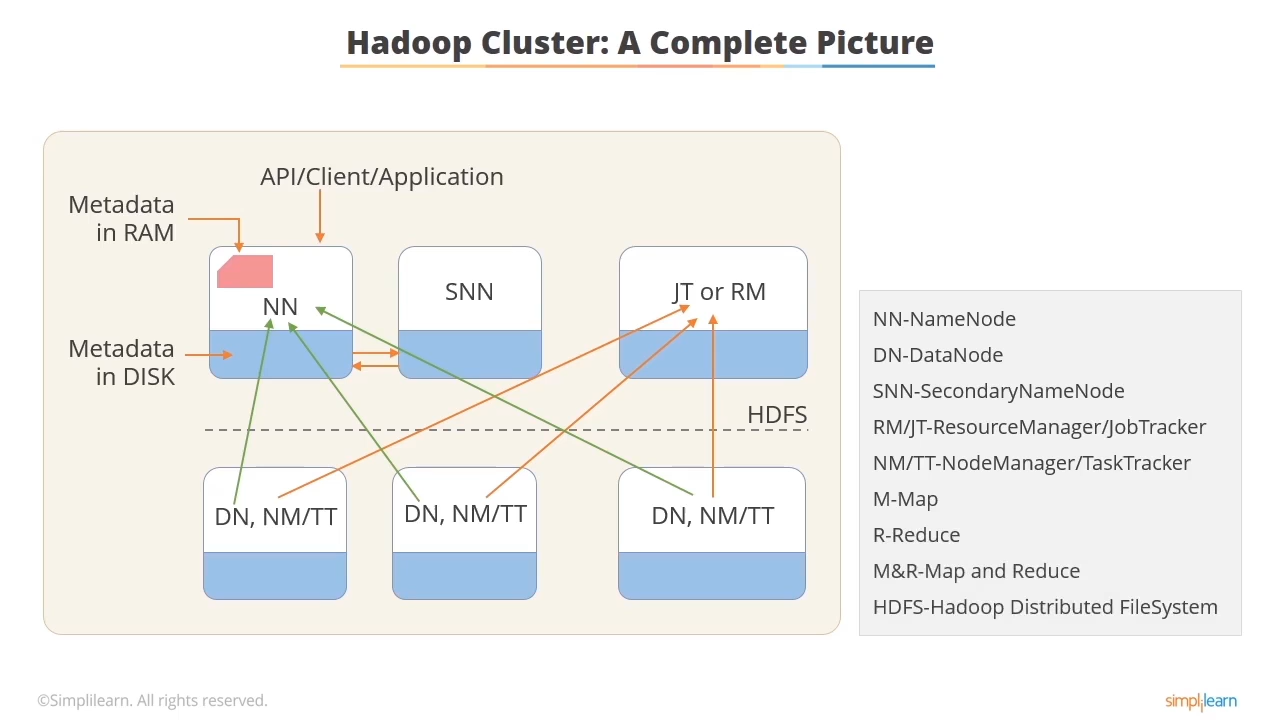 Hadoop Cluster: A Complete Picture
API/Client/Application
Metadata
in RAM
NN
SNN
JT or RM
Metadata
in DISK
HDFS
DN, NM/TT
DN, NM/TT
DN, NM/TT
NN-NameNode
DN-DataNode
SNN-SecondaryNameNode
RM/JT-ResourceManager/JobTracker
NM/TT-NodeManager/TaskTracker
M-Map
R-Reduce
M&R-Map and Reduce
HDFS-Hadoop Distributed FileSystem
©Simplilearn. All rights reserved.
simplilearn